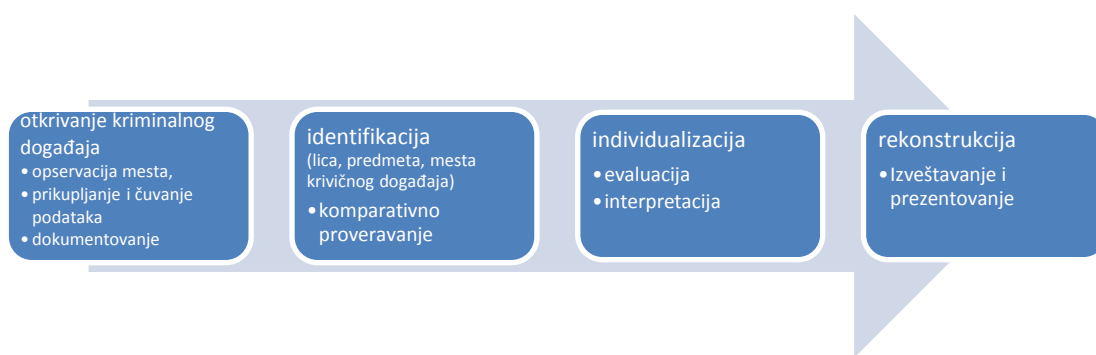 otkrivanje kriminalnog
događaja
• opservacija mesta,
• prikupljanje i čuvanje
podataka
• dokumentovanje
identifikacija
(lica, predmeta, mesta
krivičnog događaja)
• komparativno
proveravanje
individualizacija
• evaluacija
• interpretacija
rekonstrukcija
• Izveštavanje i
prezentovanje